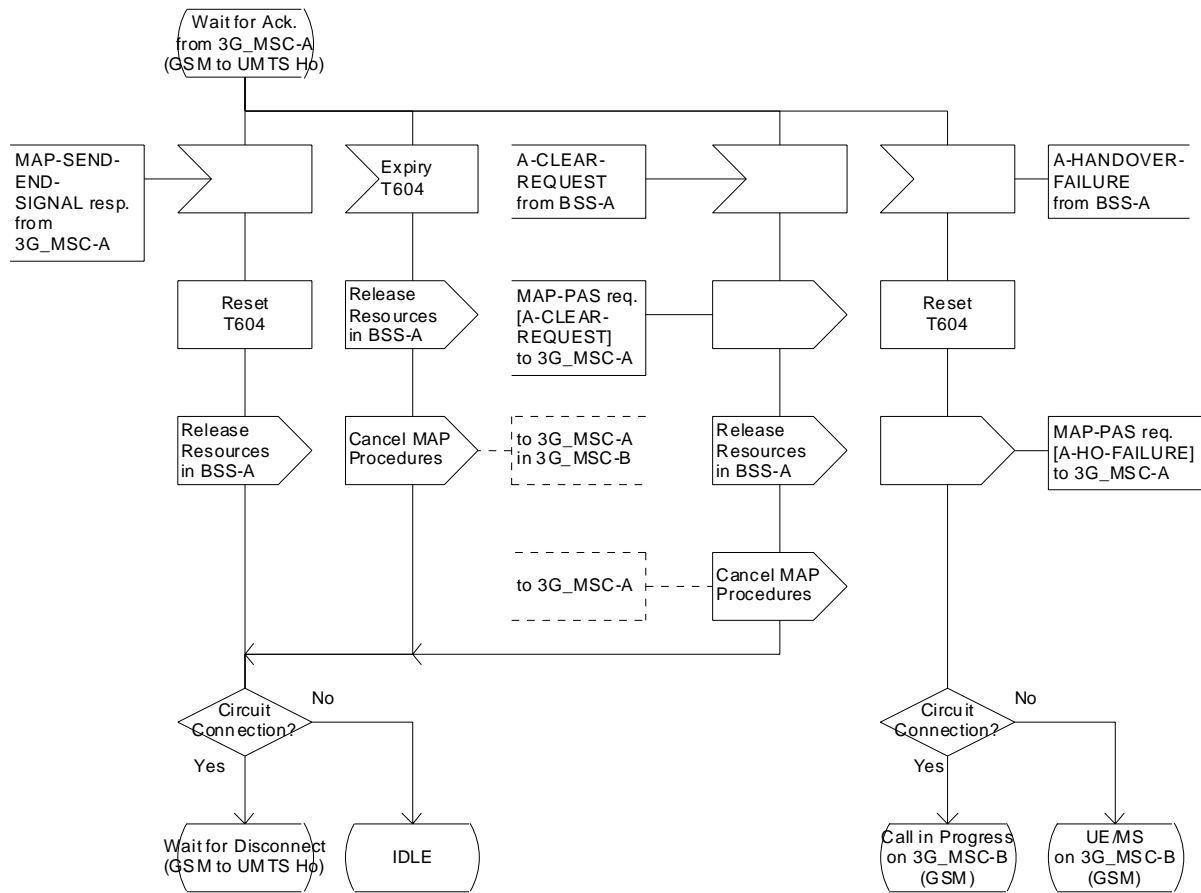 Wait for Ack.
from 3G_MSC-A
(GSM to UMTS Ho)
MAP-SEND-
END-
SIGNAL resp.
from
3G_MSC-A
Expiry
T604
A-CLEAR-
REQUEST
from BSS-A
A-HANDOVER-
FAILURE
from BSS-A
Reset
T604
Release
Resources
in BSS-A
MAP-PAS req.
[A-CLEAR-
REQUEST]
to 3G_MSC-A
Reset
T604
Release
Resources
in BSS-A
Cancel MAP
Procedures
to 3G_MSC-A
in 3G_MSC-B
Release
Resources
in BSS-A
MAP-PAS req.
[A-HO-FAILURE]
to 3G_MSC-A
to 3G_MSC-A
Cancel MAP
Procedures
Circuit
Connection?
No
Yes
Circuit
Connection?
No
Yes
Wait for Disconnect
(GSM to UMTS Ho)
IDLE
Call in Progress
on 3G_MSC-B
(GSM)
UE/MS
on 3G_MSC-B
(GSM)